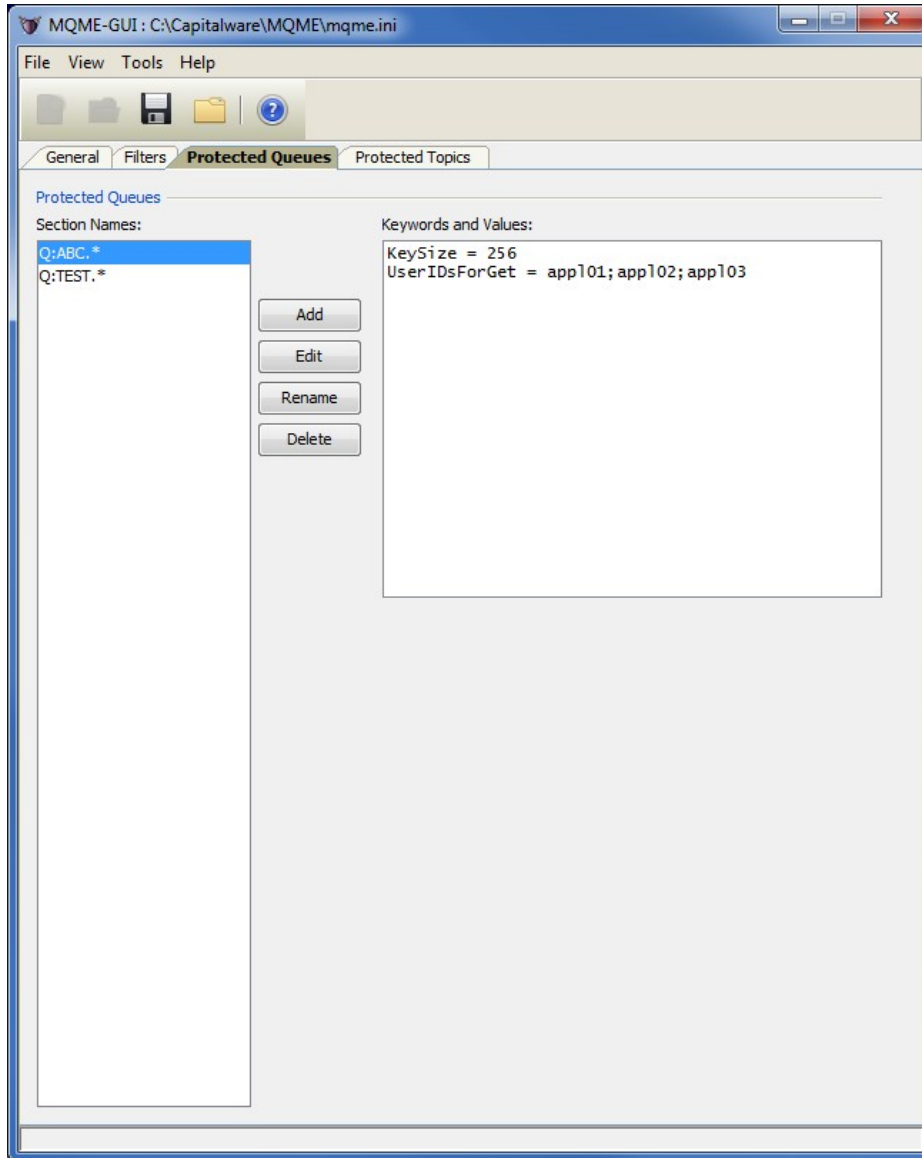 MQME-GUI : C:\Capitalware\MQME\mqme.ini
File View Tools Help
General Filters Protected Queues Protected Topics
Protected Queues
Section Names:
Q:ABC.*
Q:TEST.*
Add
Edit
Rename
Delete
Keywords and Values:
KeySize = 256
UserIDsForGet = appl01;appl02;appl03